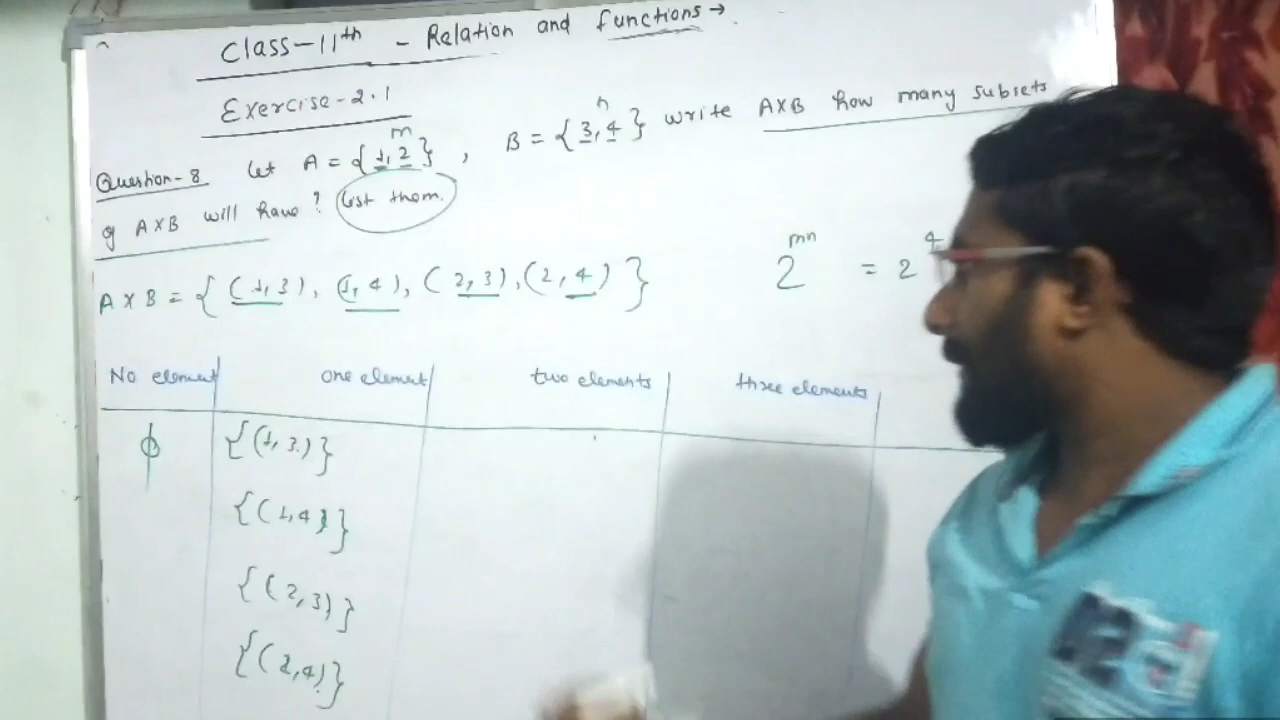 Class-11th - Relation and functions →
Exercise-2.1
Question-8 Let A = {1,2}, B = {3,4} write A×B how many subsets
m
n
of A×B will have? List them.
A × B = { (1,3), (1,4), (2,3), (2,4) }
2^mn = 2^4
No element one element two elements three elements
ϕ {(1,3)}
{(1,4)}
{(2,3)}
{(2,4)}